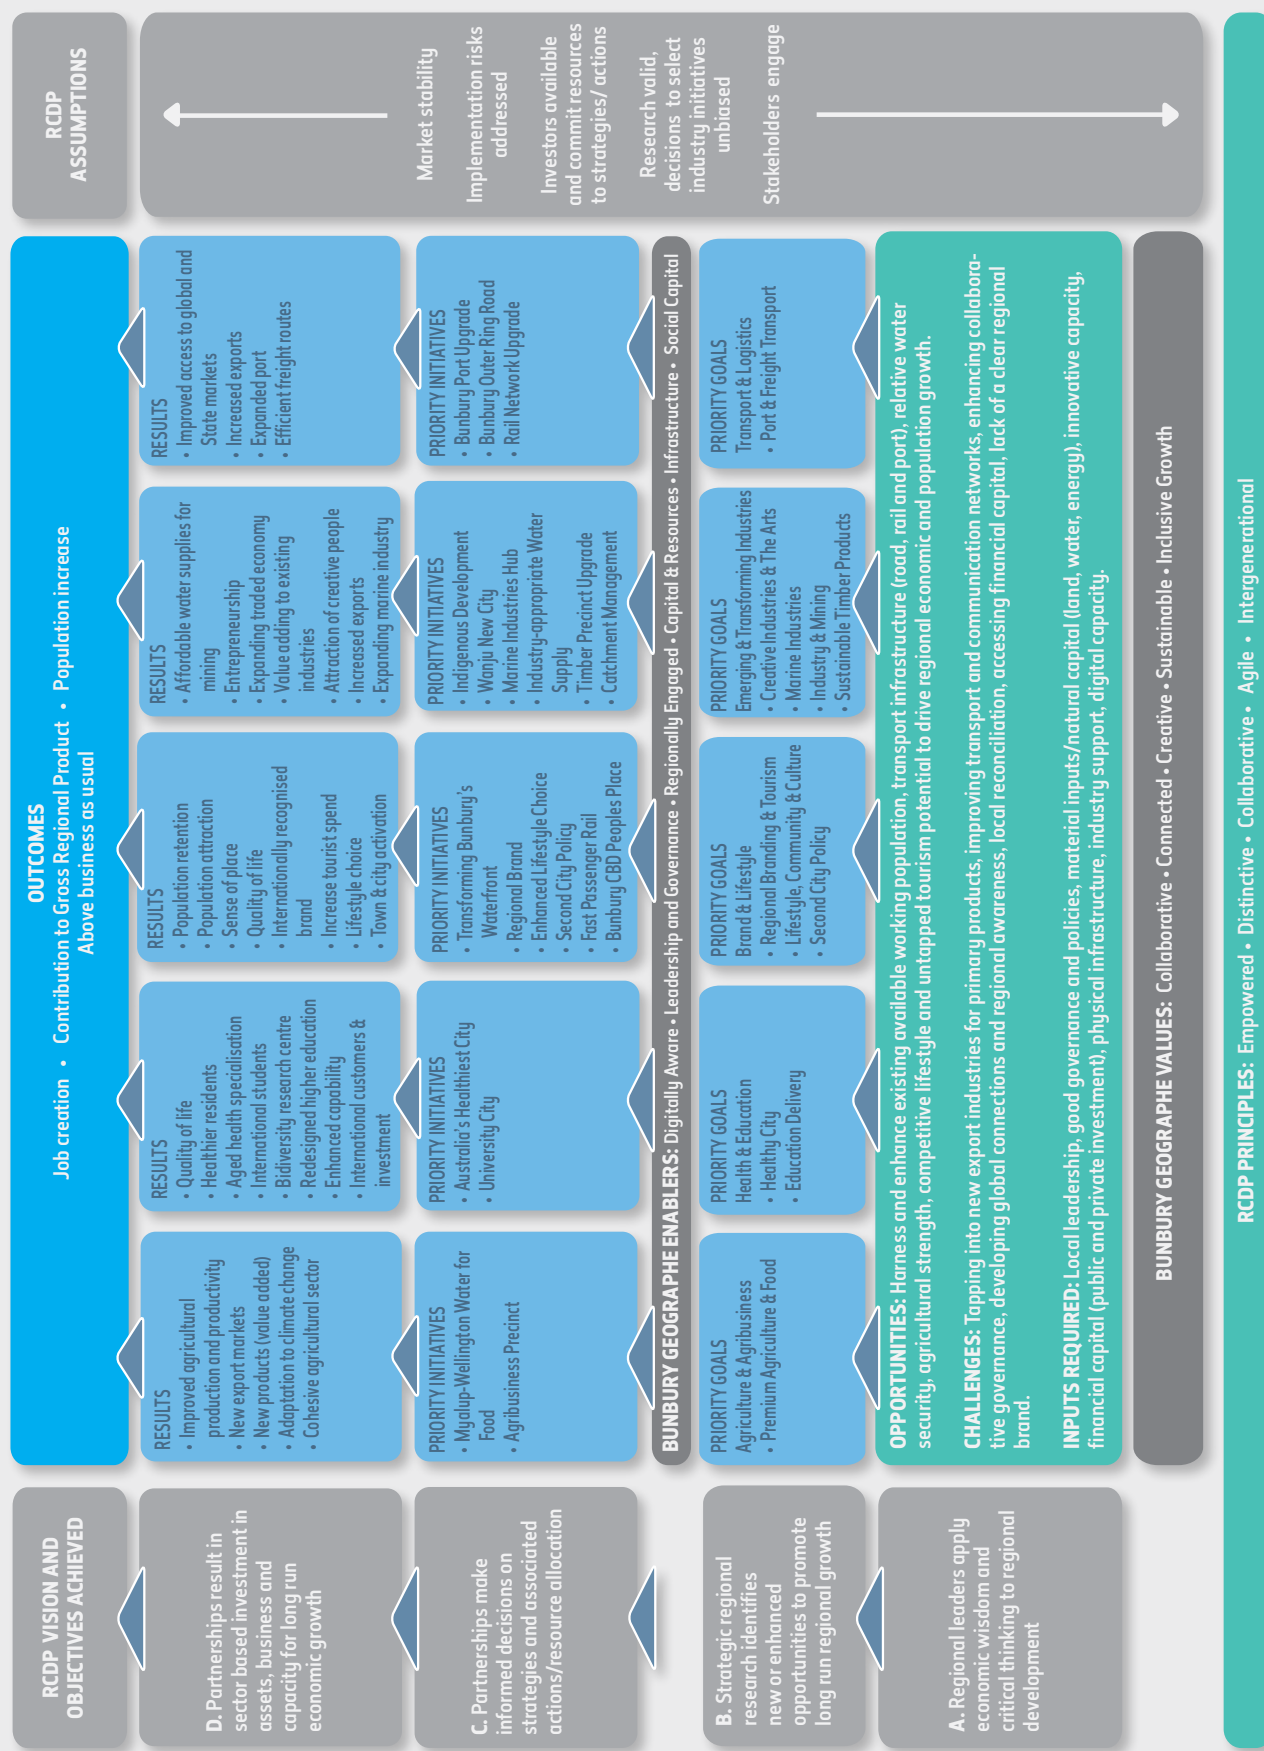 RCDP VISION AND
OBJECTIVES ACHIEVED
OUTCOMES
Job creation • Contribution to Gross Regional Product • Population increase
Above business as usual
RCDP
ASSUMPTIONS
D. Partnerships result in
sector based investment in
assets, business and
capacity for long run
economic growth
RESULTS
• Improved agricultural
production and productivity
• New export markets
• New products (value added)
• Adaptation to climate change
• Cohesive agricultural sector
RESULTS
• Quality of life
• Healthier residents
• Aged health specialisation
• International students
• Bidiversity research centre
• Redesigned higher education
• Enhanced capability
• International customers &
investment
RESULTS
• Population retention
• Population attraction
• Sense of place
• Quality of life
• Internationally recognised
brand
• Increase tourist spend
• Lifestyle choice
• Town & city activation
RESULTS
• Affordable water supplies for
mining
• Entrepreneurship
• Expanding traded economy
• Value adding to existing
industries
• Attraction of creative people
• Increased exports
• Expanding marine industry
RESULTS
• Improved access to global and
State markets
• Increased exports
• Expanded port
• Efficient freight routes
Market stability
Implementation risks
addressed
Investors available
and commit resources
to strategies/ actions
Research valid,
decisions to select
industry initiatives
unbiased
Stakeholders engage
C. Partnerships make
informed decisions on
strategies and associated
actions/resource allocation
PRIORITY INITIATIVES
• Myalup-Wellington Water for
Food
• Agribusiness Precinct
PRIORITY INITIATIVES
• Australia's Healthiest City
• University City
PRIORITY INITIATIVES
• Transforming Bunbury's
Waterfront
• Regional Brand
• Enhanced Lifestyle Choice
• Second City Policy
• Fast Passenger Rail
• Bunbury CBD Peoples Place
PRIORITY INITIATIVES
• Indigenous Development
• Wanju New City
• Marine Industries Hub
• Industry-appropriate Water
Supply
• Timber Precinct Upgrade
• Catchment Management
PRIORITY INITIATIVES
• Bunbury Port Upgrade
• Bunbury Outer Ring Road
• Rail Network Upgrade
BUNBURY GEOGRAPHE ENABLERS: Digitally Aware • Leadership and Governance • Regionally Engaged • Capital & Resources • Infrastructure • Social Capital
B. Strategic regional
research identifies
new or enhanced
opportunities to promote
long run regional growth
PRIORITY GOALS
Agriculture & Agribusiness
• Premium Agriculture & Food
PRIORITY GOALS
Health & Education
• Healthy City
• Education Delivery
PRIORITY GOALS
Brand & Lifestyle
• Regional Branding & Tourism
• Lifestyle, Community & Culture
• Second City Policy
PRIORITY GOALS
Emerging & Transforming Industries
• Creative Industries & The Arts
• Marine Industries
• Industry & Mining
• Sustainable Timber Products
PRIORITY GOALS
Transport & Logistics
• Port & Freight Transport
A. Regional leaders apply
economic wisdom and
critical thinking to regional
development
OPPORTUNITIES: Harness and enhance existing available working population, transport infrastructure (road, rail and port), relative water
security, agricultural strength, competitive lifestyle and untapped tourism potential to drive regional economic and population growth.
CHALLENGES: Tapping into new export industries for primary products, improving transport and communication networks, enhancing collabora-
tive governance, developing global connections and regional awareness, local reconciliation, accessing financial capital, lack of a clear regional
brand.
INPUTS REQUIRED: Local leadership, good governance and policies, material inputs/natural capital (land, water, energy), innovative capacity,
financial capital (public and private investment), physical infrastructure, industry support, digital capacity.
BUNBURY GEOGRAPHE VALUES: Collaborative • Connected • Creative • Sustainable • Inclusive Growth
RCDP PRINCIPLES: Empowered • Distinctive • Collaborative • Agile • Intergenerational